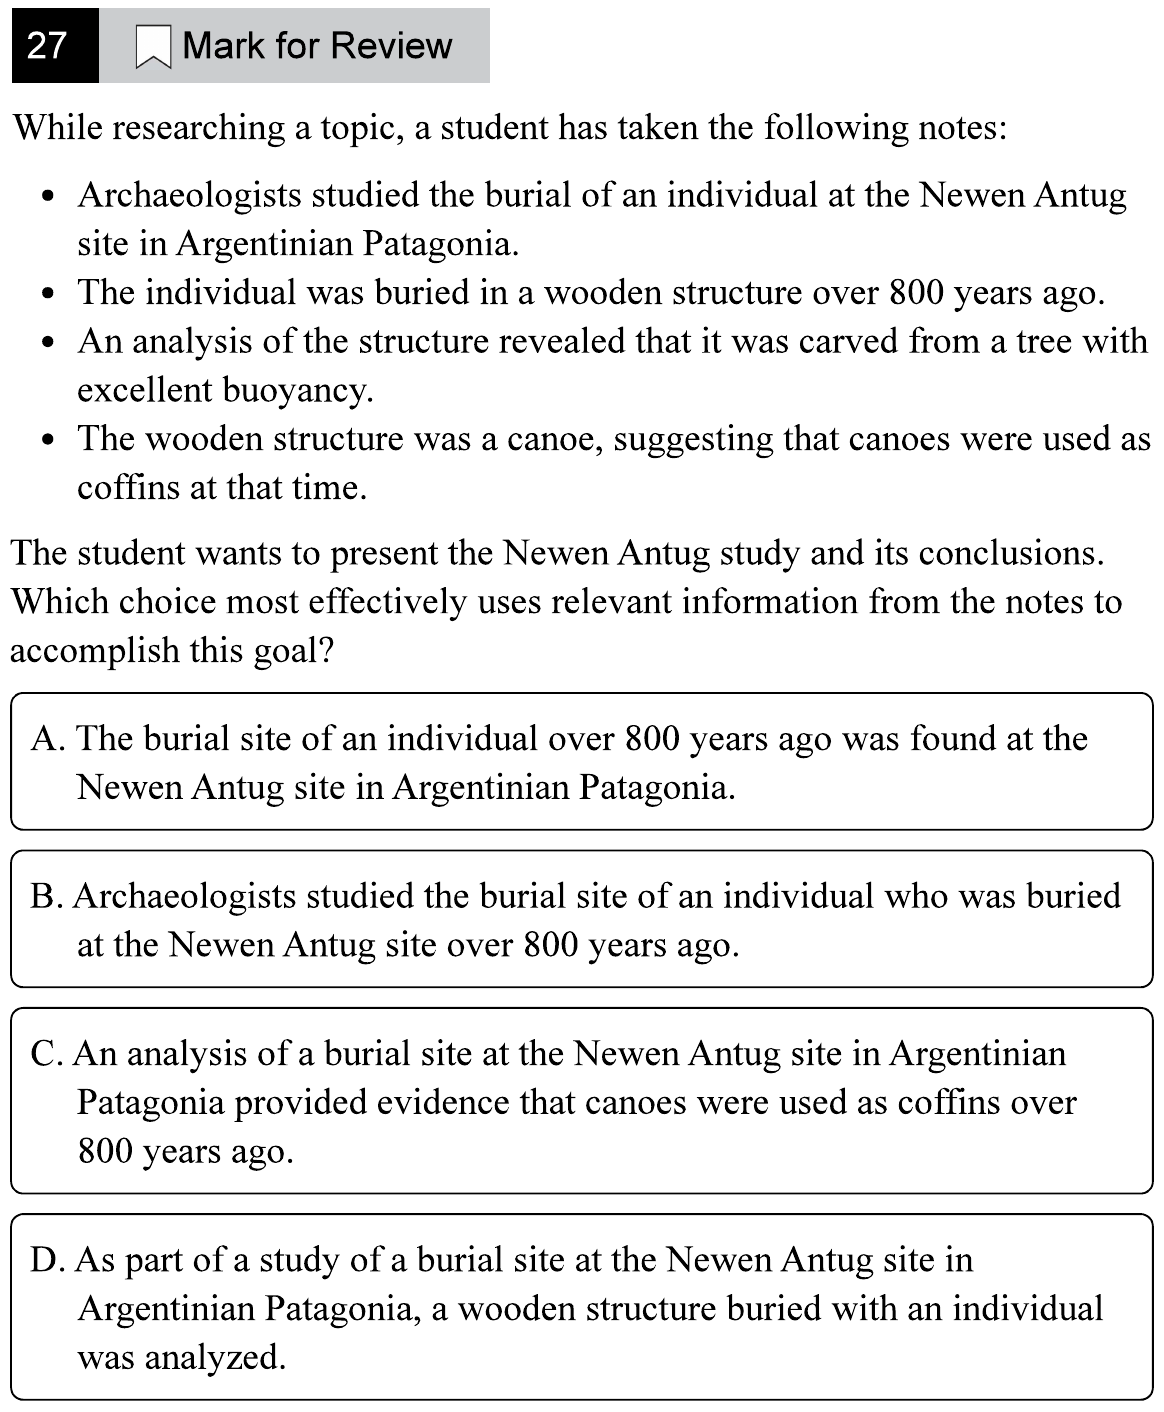 27 Mark for Review
While researching a topic, a student has taken the following notes:
• Archaeologists studied the burial of an individual at the Newen Antug
site in Argentinian Patagonia.
• The individual was buried in a wooden structure over 800 years ago.
• An analysis of the structure revealed that it was carved from a tree with
excellent buoyancy.
• The wooden structure was a canoe, suggesting that canoes were used as
coffins at that time.
The student wants to present the Newen Antug study and its conclusions.
Which choice most effectively uses relevant information from the notes to
accomplish this goal?
A. The burial site of an individual over 800 years ago was found at the
Newen Antug site in Argentinian Patagonia.
B. Archaeologists studied the burial site of an individual who was buried
at the Newen Antug site over 800 years ago.
C. An analysis of a burial site at the Newen Antug site in Argentinian
Patagonia provided evidence that canoes were used as coffins over
800 years ago.
D. As part of a study of a burial site at the Newen Antug site in
Argentinian Patagonia, a wooden structure buried with an individual
was analyzed.